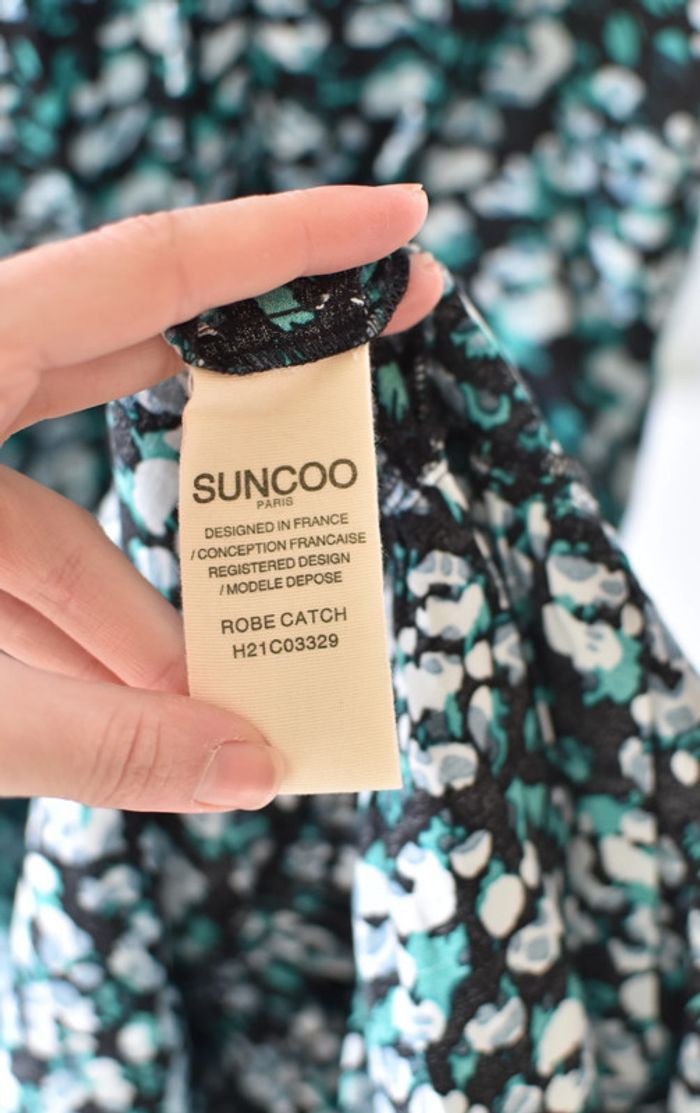 SUNCOO
PARIS
DESIGNED IN FRANCE
/ CONCEPTION FRANCAISE
REGISTERED DESIGN
/ MODELE DEPOSE
ROBE CATCH
H21C03329